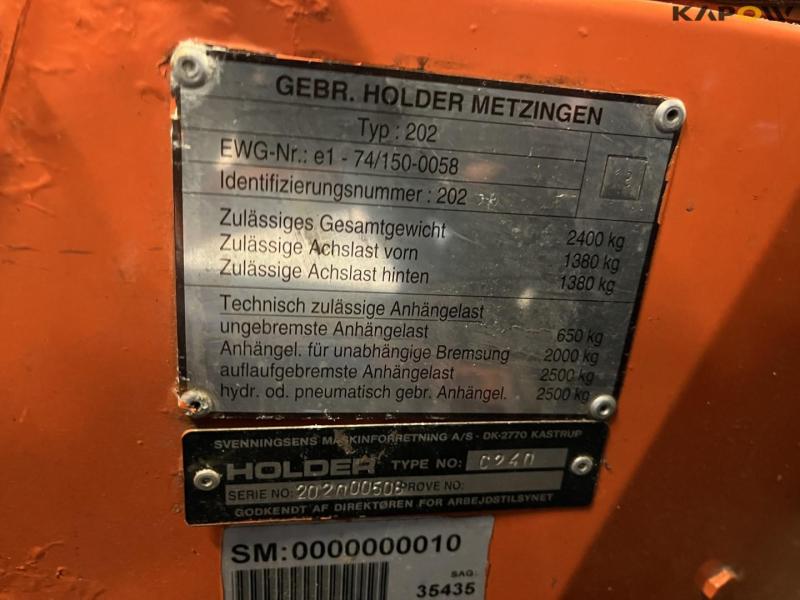 KAPOW
GEBR. HOLDER METZINGEN
Typ : 202
EWG-Nr.: e1 - 74/150-0058
Identifizierungsnummer : 202
Zulässiges Gesamtgewicht 2400 kg
Zulässige Achslast vorn 1380 kg
Zulässige Achslast hinten 1380 kg
Technisch zulässige Anhängelast
ungebremste Anhängelast 650 kg
Anhängel. für unabhängige Bremsung 2000 kg
auflaufgebremste Anhängelast 2500 kg
hydr. od. pneumatisch gebr. Anhängel. 2500 kg
SVENNINGSENS MASKINFORRETNING A/S - DK-2770 KASTRUP
HOLDER TYPE NO: C240
SERIE NO: 202000508 PRØVE NO:
GODKENDT AF DIREKTØREN FOR ARBEJDSTILSYNET
SM:0000000010
SAG:
35435